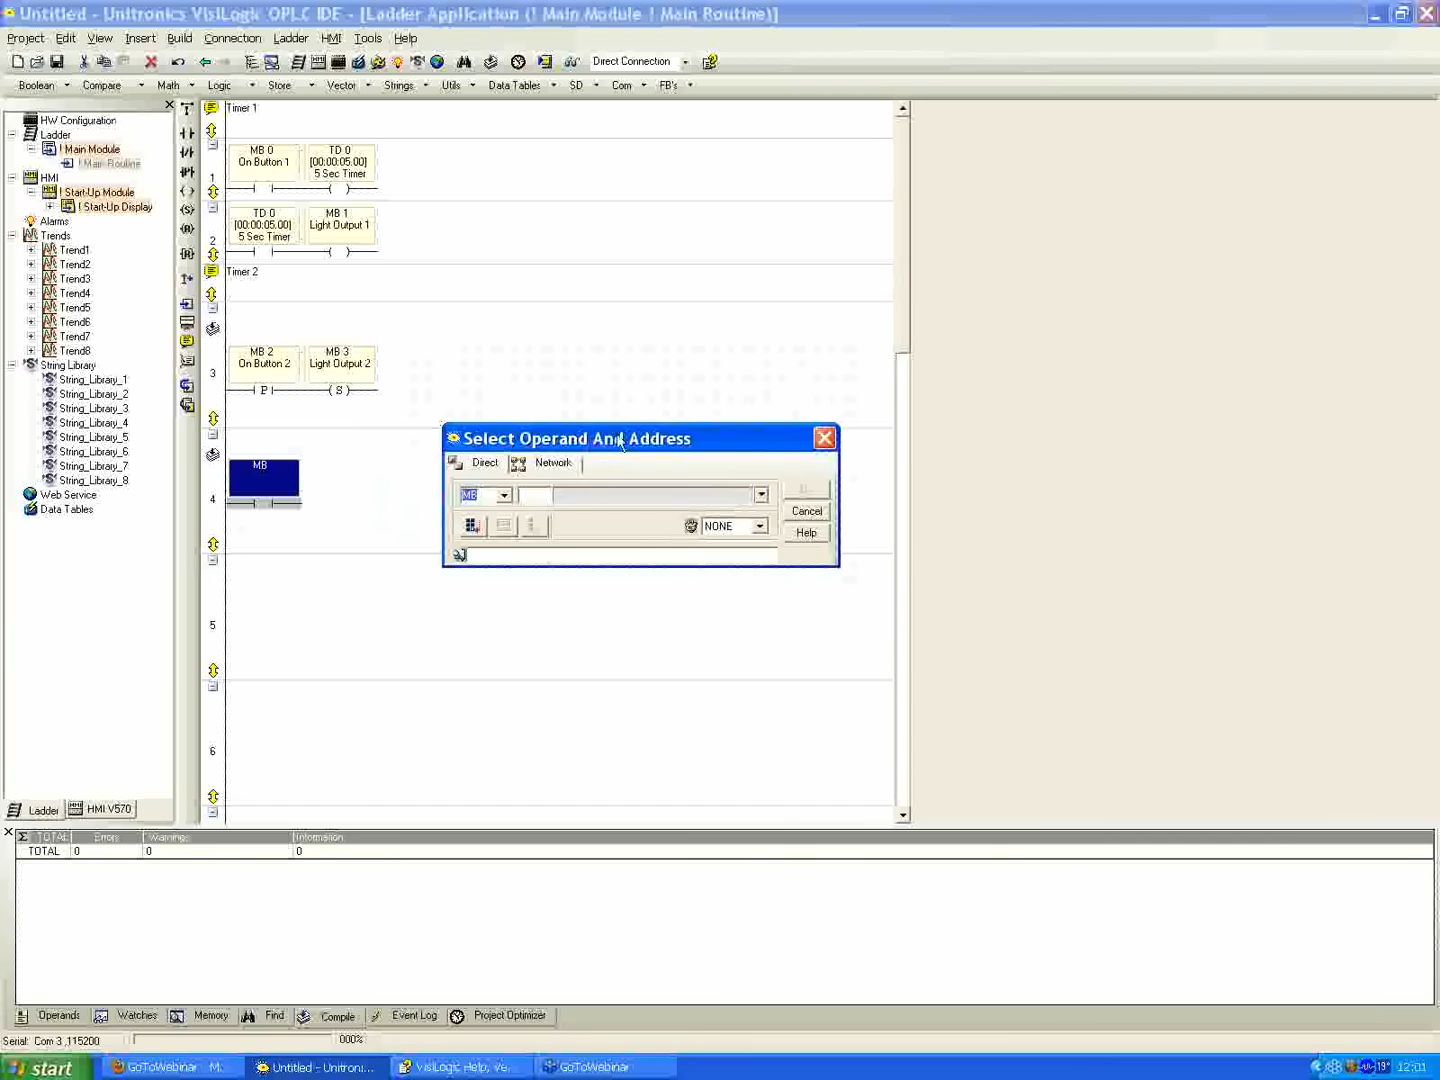 Untitled - Unitronics VisiLogic OPLC IDE - [Ladder Application (! Main Module ! Main Routine)]
Project Edit View Insert Build Connection Ladder HMI Tools Help
Direct Connection
Boolean Compare Math Logic Store Vector Strings Utils Data Tables SD Com FB's
HW Configuration
Ladder
! Main Module
! Main Routine
HMI
! Start-Up Module
! Start-Up Display
Alarms
Trends
Trend1
Trend2
Trend3
Trend4
Trend5
Trend6
Trend7
Trend8
String Library
String_Library_1
String_Library_2
String_Library_3
String_Library_4
String_Library_5
String_Library_6
String_Library_7
String_Library_8
Web Service
Data Tables
Ladder HMI V570
Timer 1
MB 0 TD 0
On Button 1 [00:00:05.00]
5 Sec Timer
1
TD 0 MB 1
[00:00:05.00] Light Output 1
5 Sec Timer
2
Timer 2
MB 2 MB 3
On Button 2 Light Output 2
3
P S
MB
4
5
6
Select Operand And Address
Direct Network
MB
Cancel
NONE
Help
Σ TOTAL Errors Warnings Information
TOTAL 0 0 0
Operands Watches Memory Find Compile Event Log Project Optimizer
Serial: Com 3 ,115200 000%
start GoToWebinar M... Untitled - Unitroni... VisiLogic Help, Ve... GoToWebinar 19° 12:01